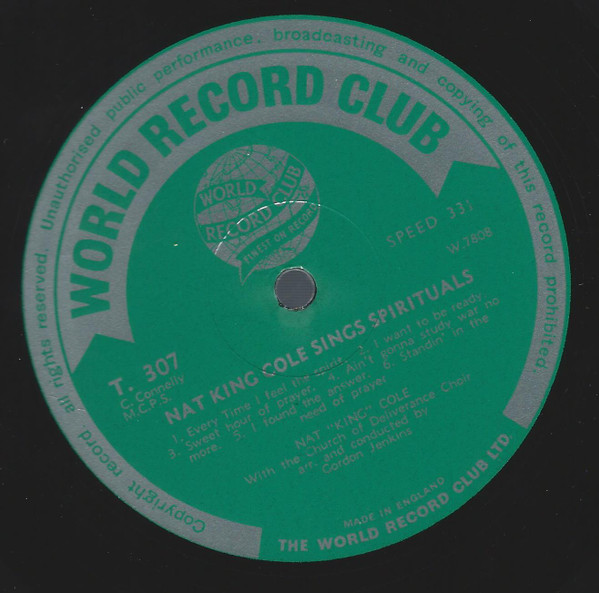 Copyright record all rights reserved. Unauthorised public performance, broadcasting and copying of this record prohibited.
WORLD RECORD CLUB
WORLD
RECORD CLUB
FINEST ON RECORD
SPEED 33⅓
W.7808
T. 307
C. Connelly
M.C.P.S.
NAT KING COLE SINGS SPIRITUALS
1. Every Time I feel the spirit. 2. I want to be ready
3. Sweet hour of prayer. 4. Ain't gonna study war no
more. 5. I found the answer. 6. Standin' in the
need of prayer
NAT "KING" COLE
With the Church of Deliverance Choir
arr. and conducted by
Gordon Jenkins
MADE IN ENGLAND
THE WORLD RECORD CLUB LTD.